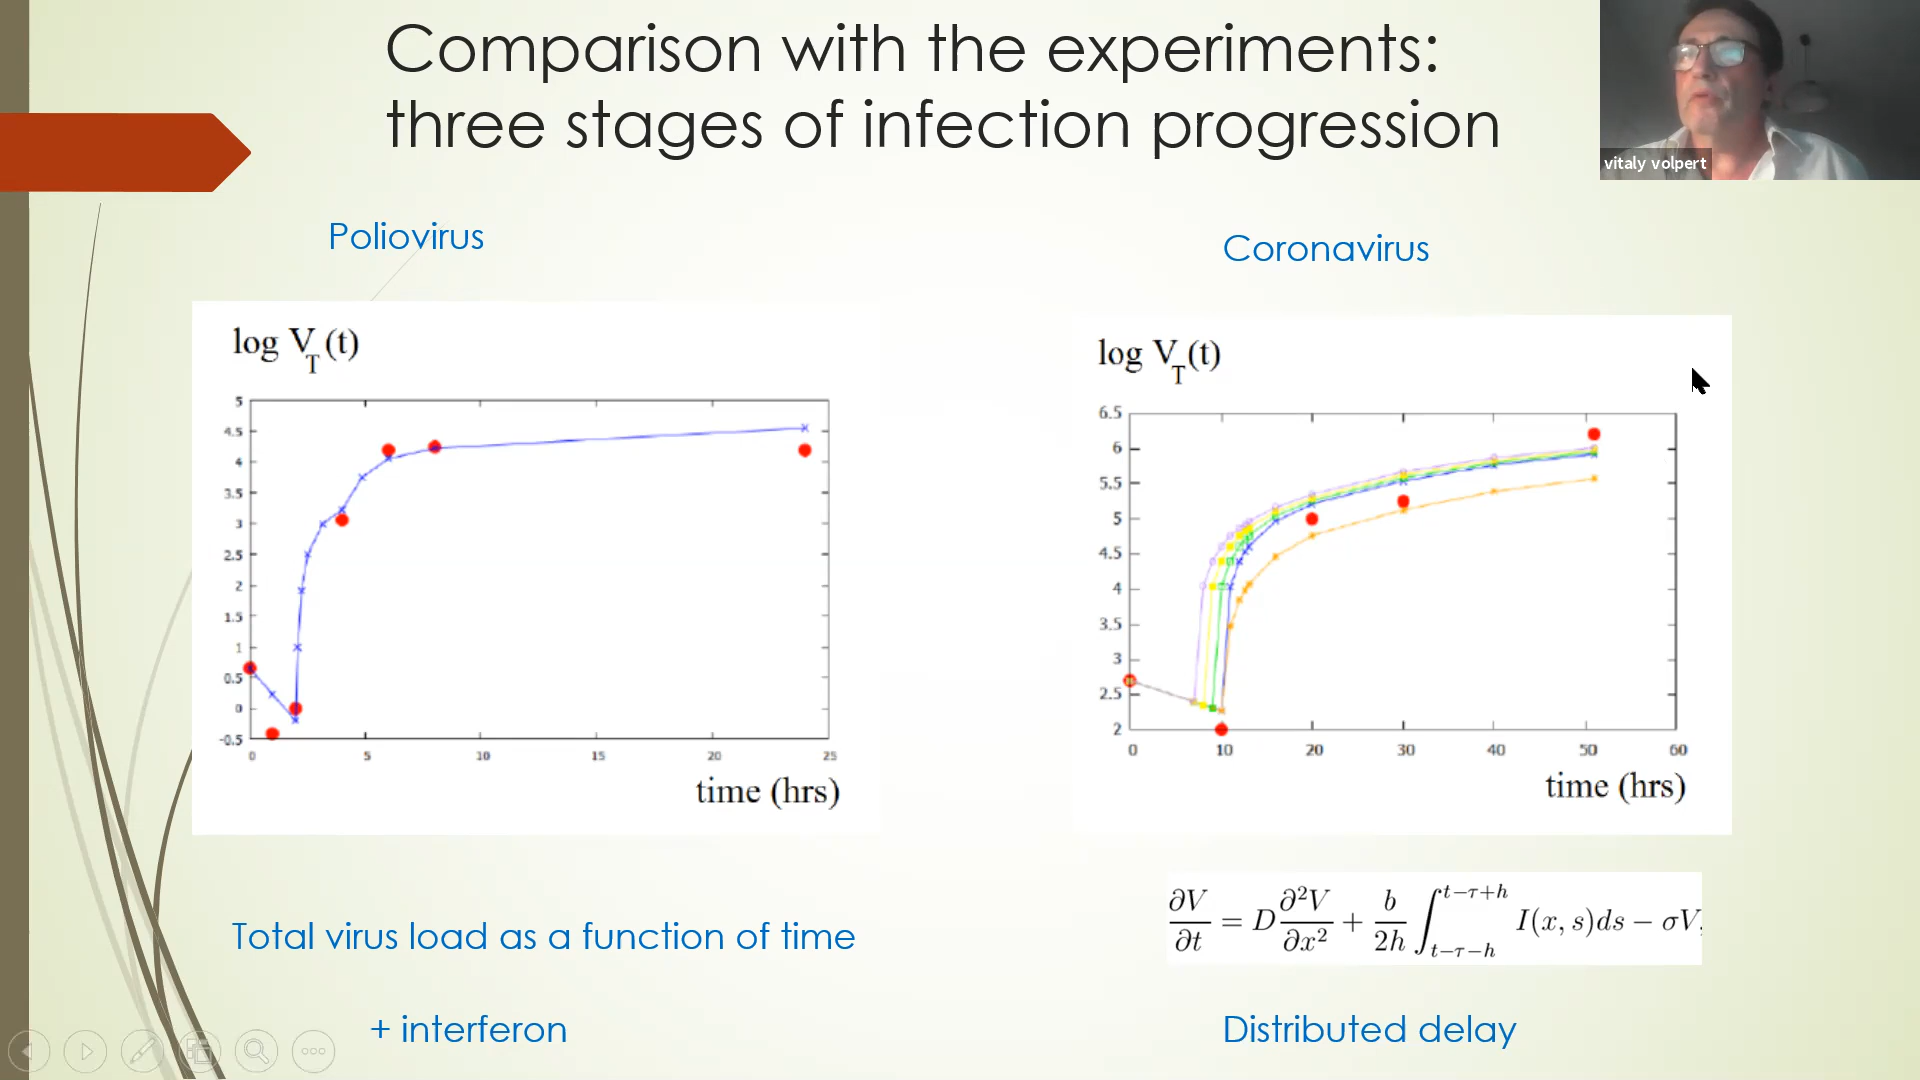 Comparison with the experiments:
three stages of infection progression
vitaly volpert
Poliovirus
Coronavirus
log V_T(t)
5
4.5
4
3.5
3
2.5
2
1.5
1
0.5
0
-0.5
0 5 10 15 20 25
time (hrs)
log V_T(t)
6.5
6
5.5
5
4.5
4
3.5
3
2.5
2
0 10 20 30 40 50 60
time (hrs)
∂V/∂t = D ∂²V/∂x² + b/2h ∫_{t−τ−h}^{t−τ+h} I(x, s)ds − σV,
Total virus load as a function of time
+ interferon
Distributed delay